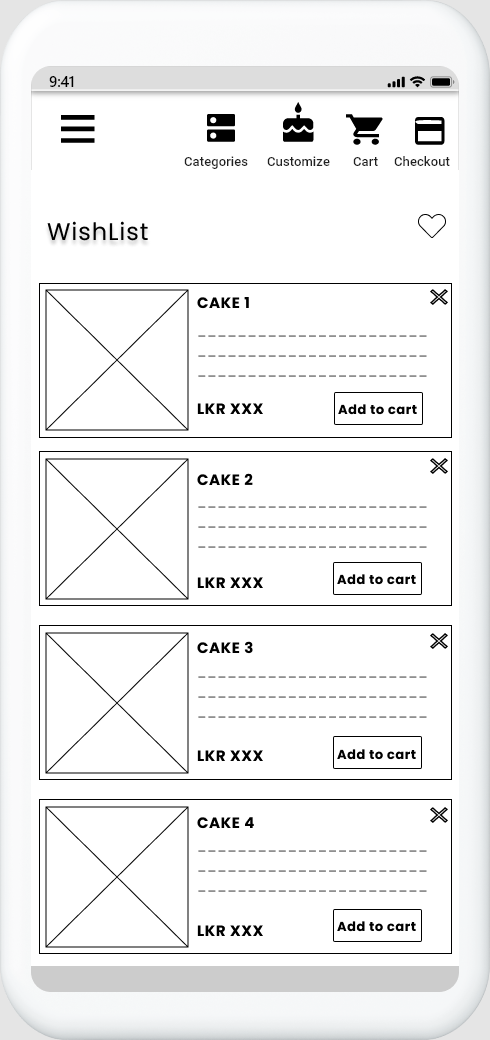 9:41
Categories Customize Cart Checkout
WishList
CAKE 1
LKR XXX Add to cart
CAKE 2
LKR XXX Add to cart
CAKE 3
LKR XXX Add to cart
CAKE 4
LKR XXX Add to cart